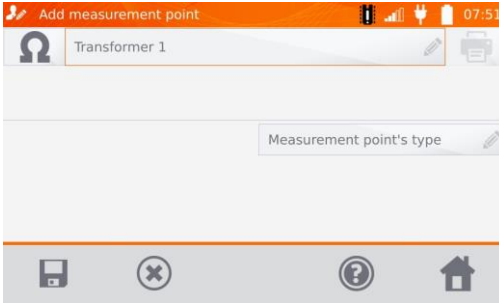 Add measurement point 07:51
Ω Transformer 1
Measurement point's type